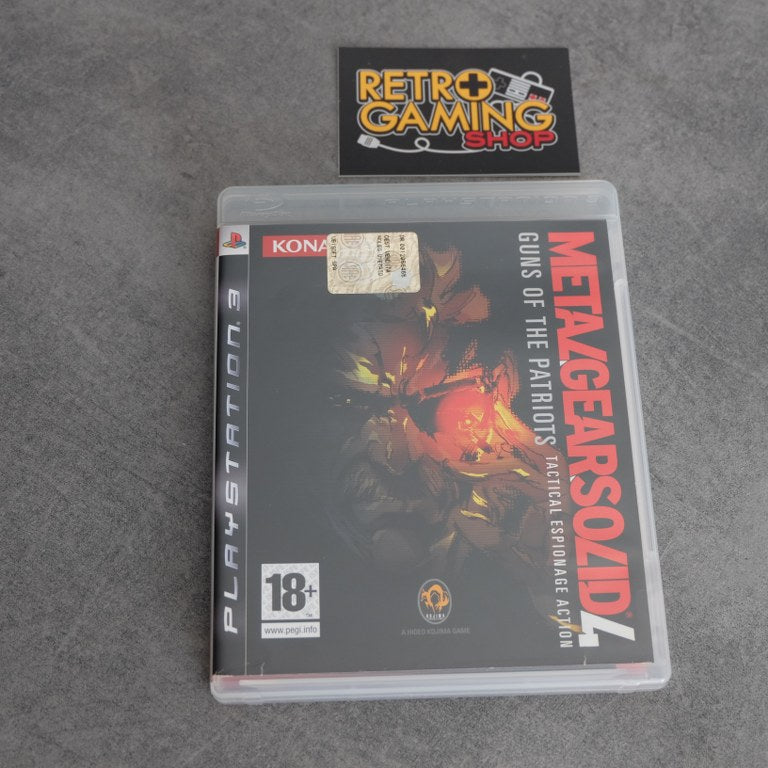 RETRO
GAMING
SHOP
KONA
PLAYSTATION 3
METAL GEAR SOLID 4
GUNS OF THE PATRIOTS
TACTICAL ESPIONAGE ACTION
18+
www.pegi.info
KOJIMA
A HIDEO KOJIMA GAME